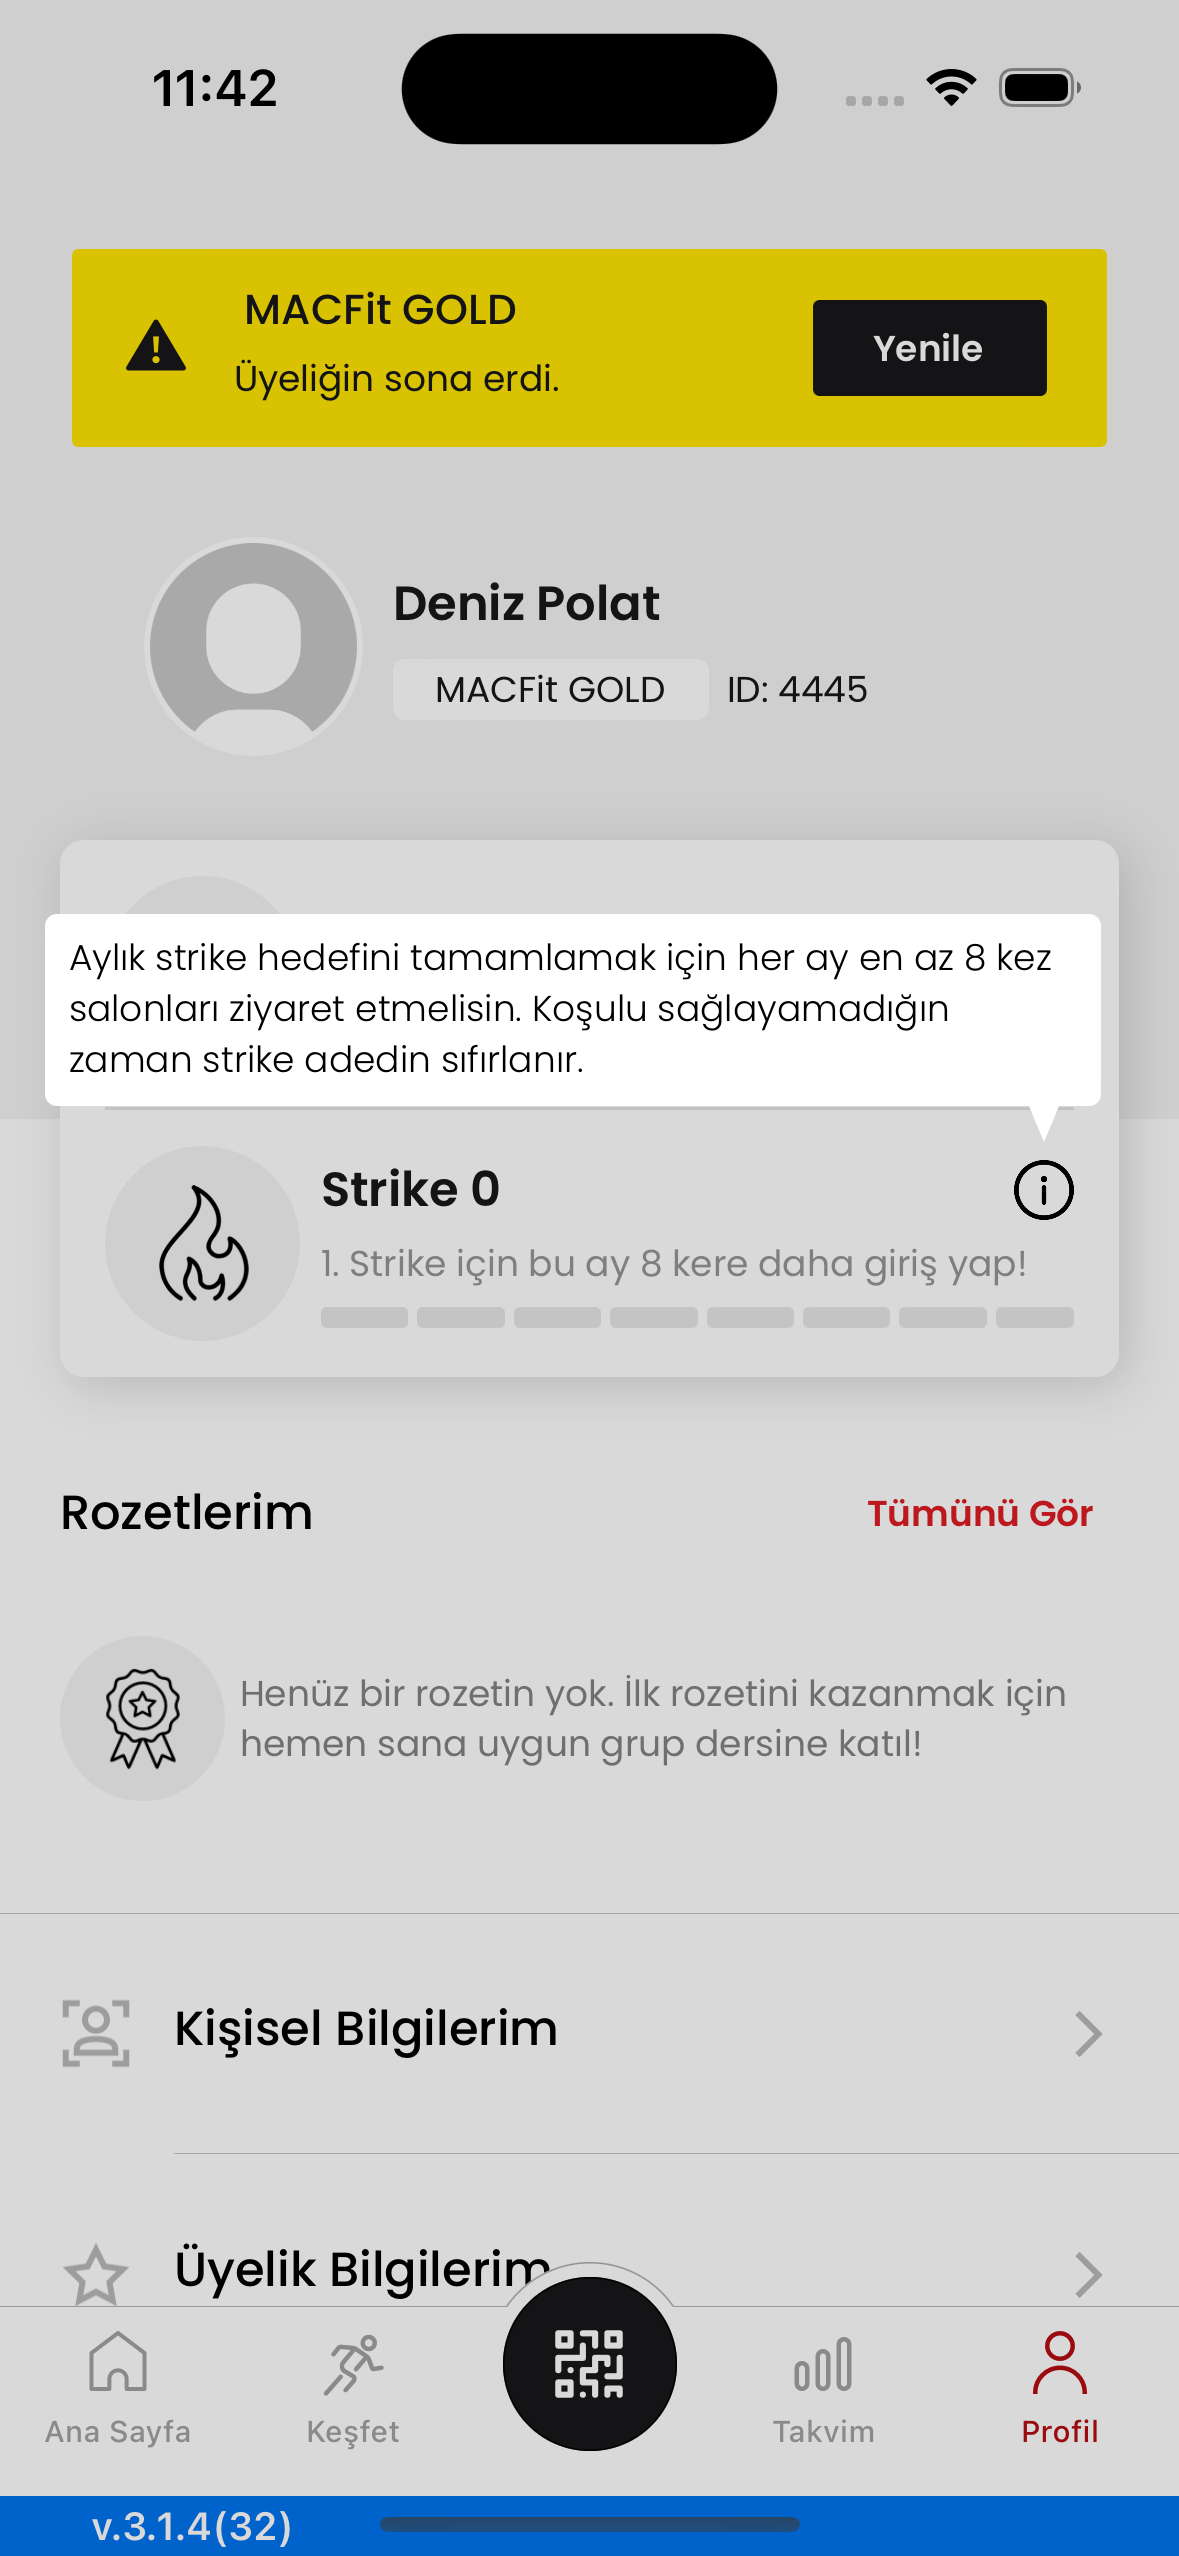 11:42
MACFit GOLD
Üyeliğin sona erdi.
Yenile
Deniz Polat
MACFit GOLD
ID: 4445
Aylık strike hedefini tamamlamak için her ay en az 8 kez
salonları ziyaret etmelisin. Koşulu sağlayamadığın
zaman strike adedin sıfırlanır.
Strike 0
1. Strike için bu ay 8 kere daha giriş yap!
Rozetlerim
Tümünü Gör
Henüz bir rozetin yok. İlk rozetini kazanmak için
hemen sana uygun grup dersine katıl!
Kişisel Bilgilerim
Üyelik Bilgilerim
Ana Sayfa
Keşfet
Takvim
Profil
v.3.1.4(32)